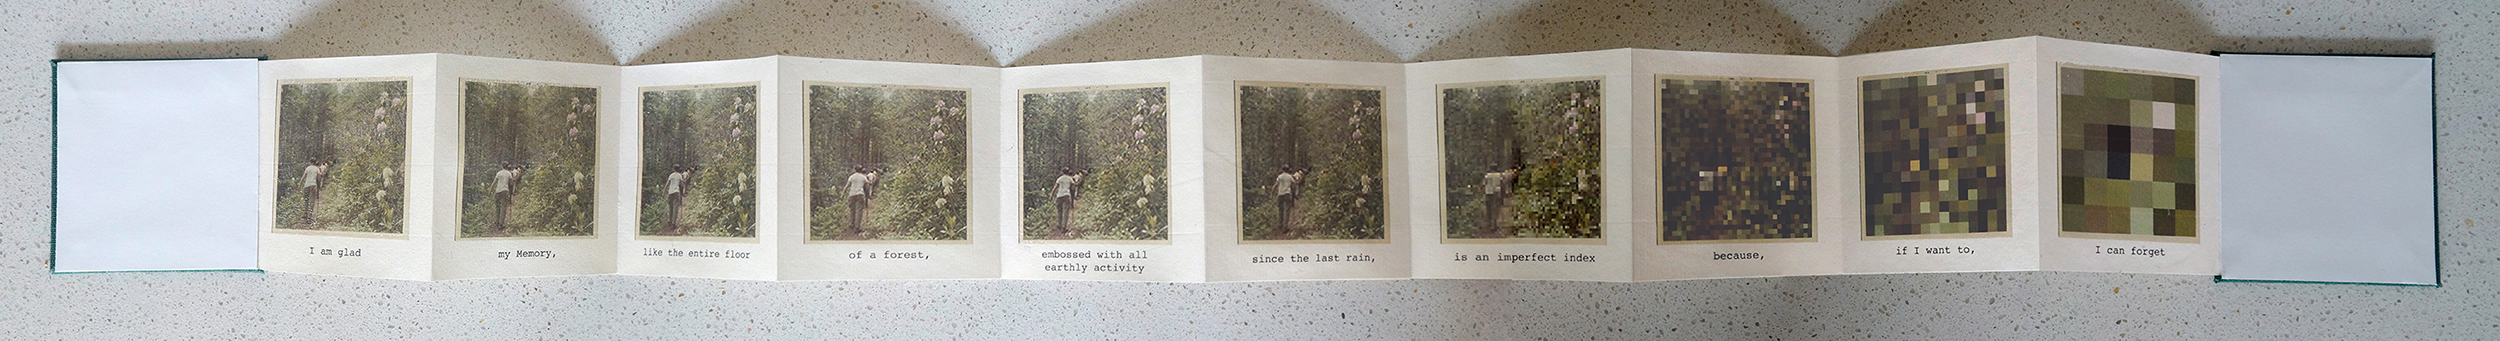 I am glad
my Memory,
like the entire floor
of a forest,
embossed with all
earthly activity
since the last rain,
is an imperfect index
because,
if I want to,
I can forget